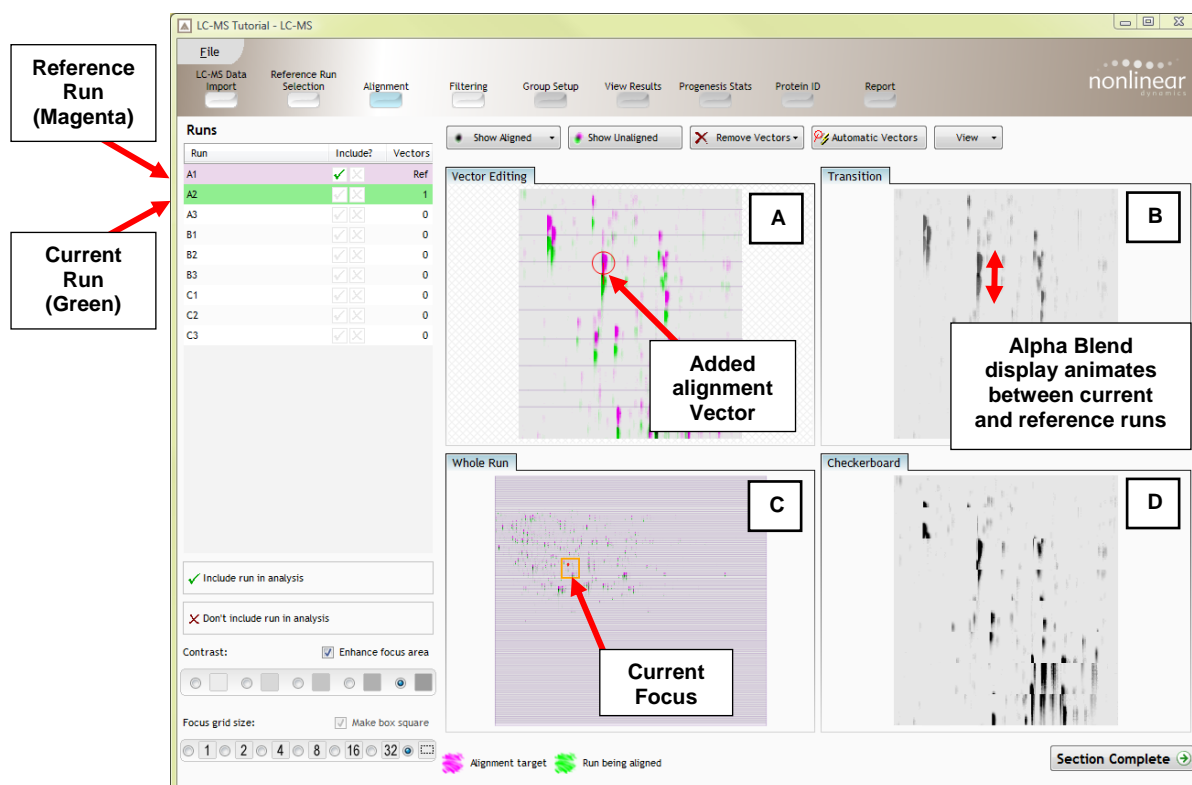 LC-MS Tutorial - LC-MS
File
LC-MS Data
Import
Reference Run
Selection
Alignment
Filtering
Group Setup
View Results
Progenesis Stats
Protein ID
Report
nonlinear
dynamics
Reference
Run
(Magenta)
Current
Run
(Green)
Runs
Run Include? Vectors
A1 Ref
A2 1
A3 0
B1 0
B2 0
B3 0
C1 0
C2 0
C3 0
Include run in analysis
Don't include run in analysis
Contrast: Enhance focus area
Focus grid size: Make box square
1 2 4 8 16 32
Show Aligned
Show Unaligned
Remove Vectors
Automatic Vectors
View
Vector Editing
A
Added
alignment
Vector
Transition
B
Alpha Blend
display animates
between current
and reference runs
Whole Run
C
Current
Focus
Checkerboard
D
Alignment target
Run being aligned
Section Complete